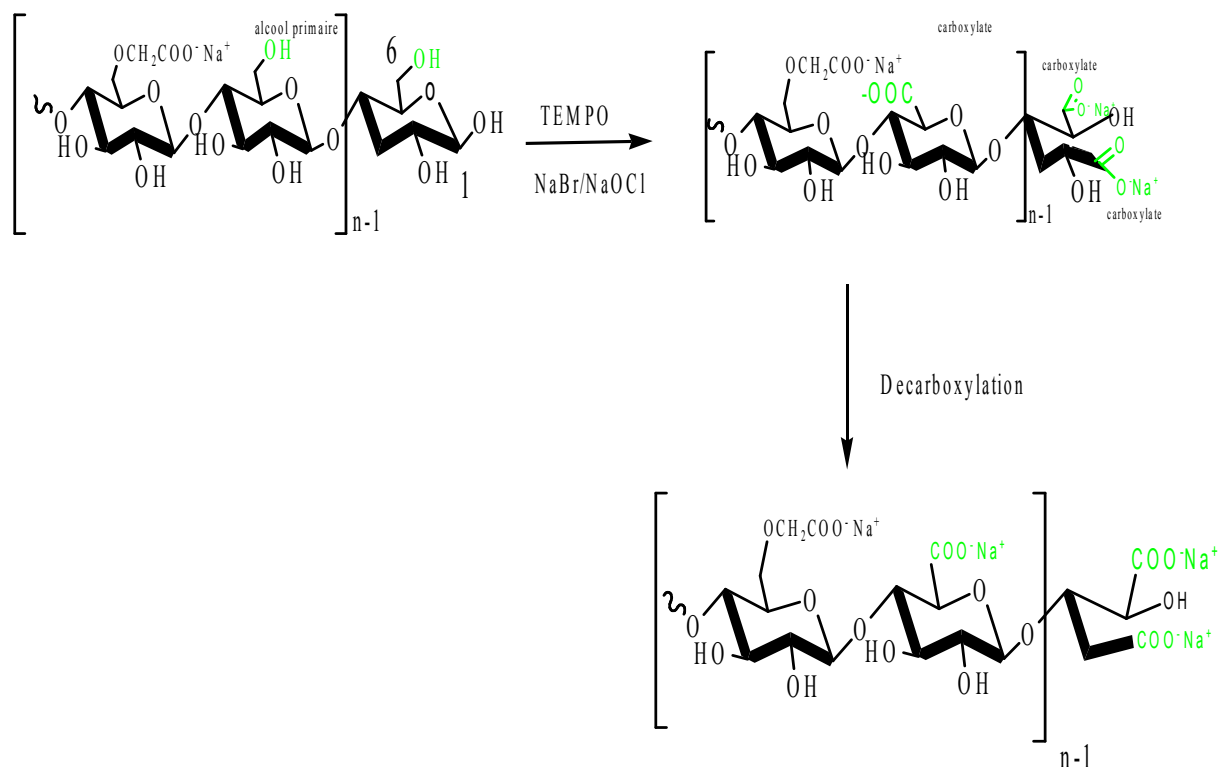 alcool primaire
OCH2COO- Na+
OH
6
OH
O
O
O
OH
O
HO
O
HO
O
OH
OH
OH
1
n-1
TEMPO
NaBr/NaOCl
carboxylate
OCH2COO- Na+
-OOC
carboxylate
O
O- Na+
OH
O
O
O
HO
O
HO
O
O
OH
OH
OH
O-Na+
carboxylate
n-1
Decarboxylation
OCH2COO- Na+
COO- Na+
COO- Na+
O
O
OH
O
HO
O
HO
O
COO- Na+
OH
OH
n-1